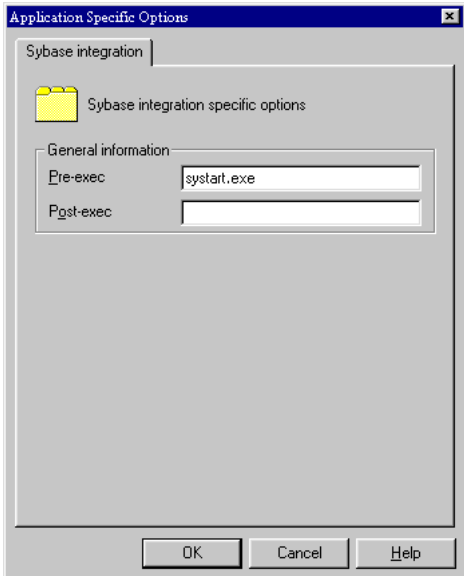 Application Specific Options
Sybase integration
Sybase integration specific options
General information
Pre-exec
systart.exe
Post-exec
OK Cancel Help